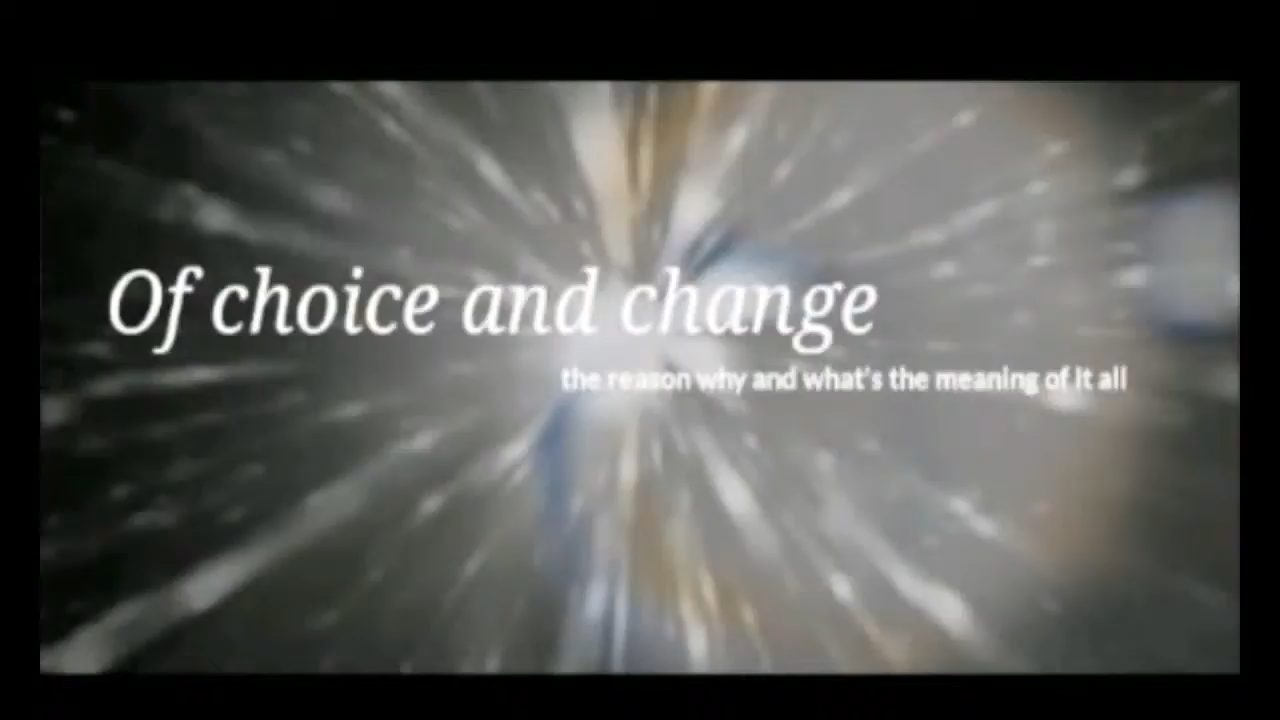 Of choice and change
the reason why and what's the meaning of it all